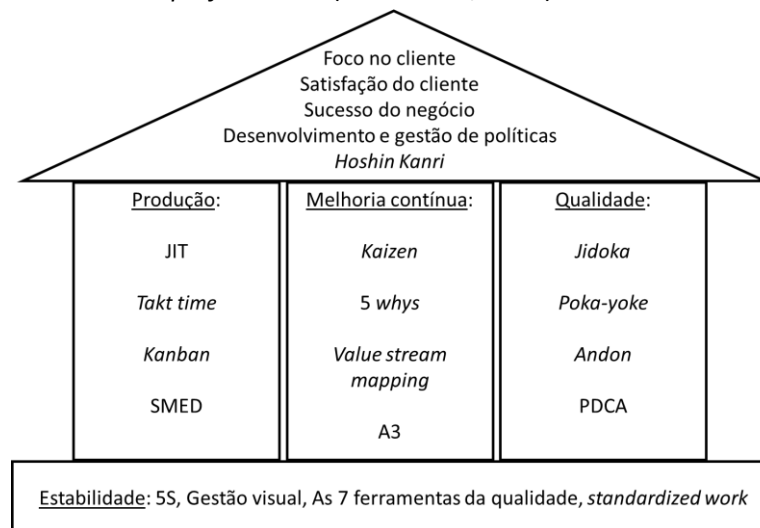 Foco no cliente
Satisfação do cliente
Sucesso do negócio
Desenvolvimento e gestão de políticas
Hoshin Kanri
Produção:
JIT
Takt time
Kanban
SMED
Melhoria contínua:
Kaizen
5 whys
Value stream
mapping
A3
Qualidade:
Jidoka
Poka-yoke
Andon
PDCA
Estabilidade: 5S, Gestão visual, As 7 ferramentas da qualidade, standardized work